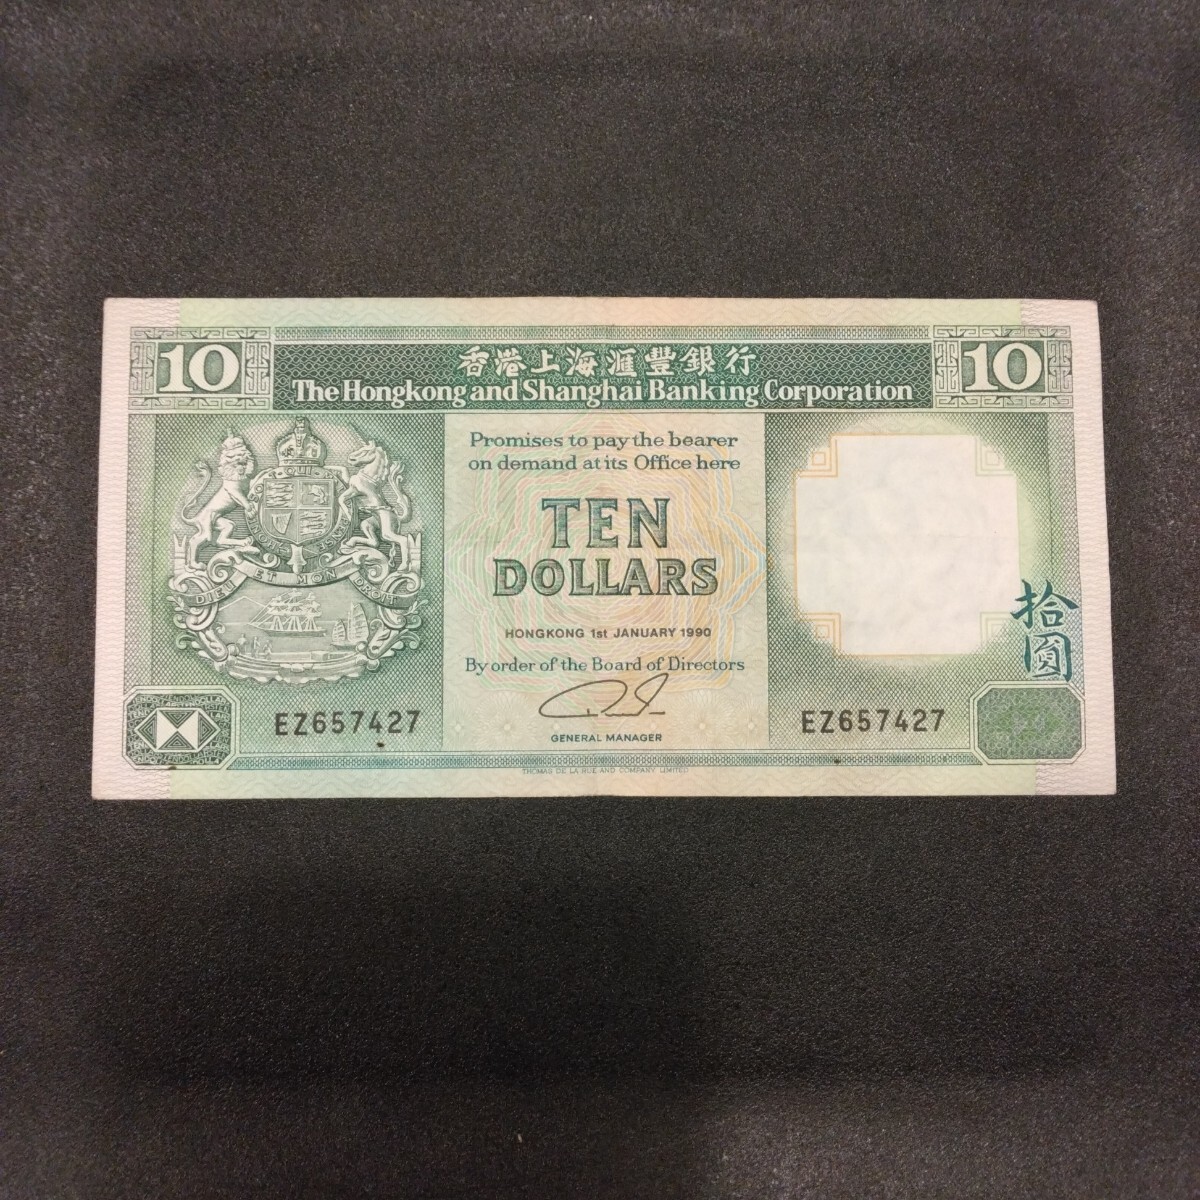 10
香港上海滙豐銀行
10
The Hongkong and Shanghai Banking Corporation
Promises to pay the bearer
on demand at its Office here
TEN
DOLLARS
DIEU ET MON DROIT
HONGKONG 1st JANUARY 1990
拾圓
By order of the Board of Directors
EZ657427
EZ657427
GENERAL MANAGER
THOMAS DE LA RUE AND COMPANY LIMITED